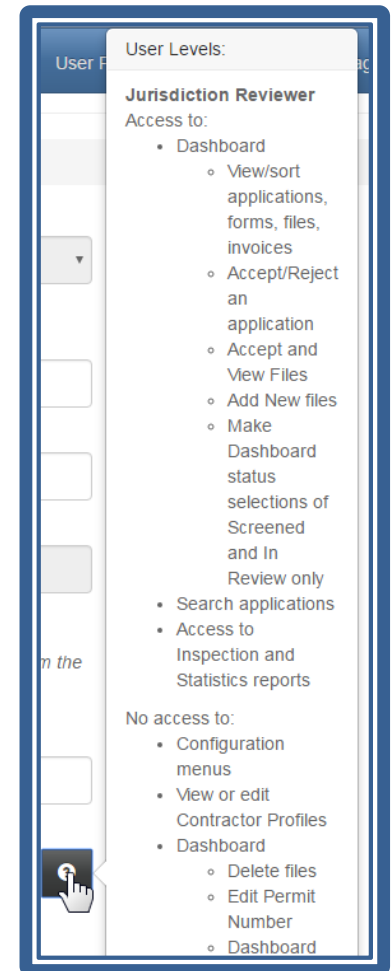 User Levels:
User F
ag
Jurisdiction Reviewer
Access to:
• Dashboard
◦ View/sort
applications,
forms, files,
invoices
◦ Accept/Reject
an
application
◦ Accept and
View Files
◦ Add New files
◦ Make
Dashboard
status
selections of
Screened
and In
Review only
• Search applications
• Access to
Inspection and
Statistics reports
m the
No access to:
• Configuration
menus
• View or edit
Contractor Profiles
• Dashboard
◦ Delete files
◦ Edit Permit
Number
◦ Dashboard